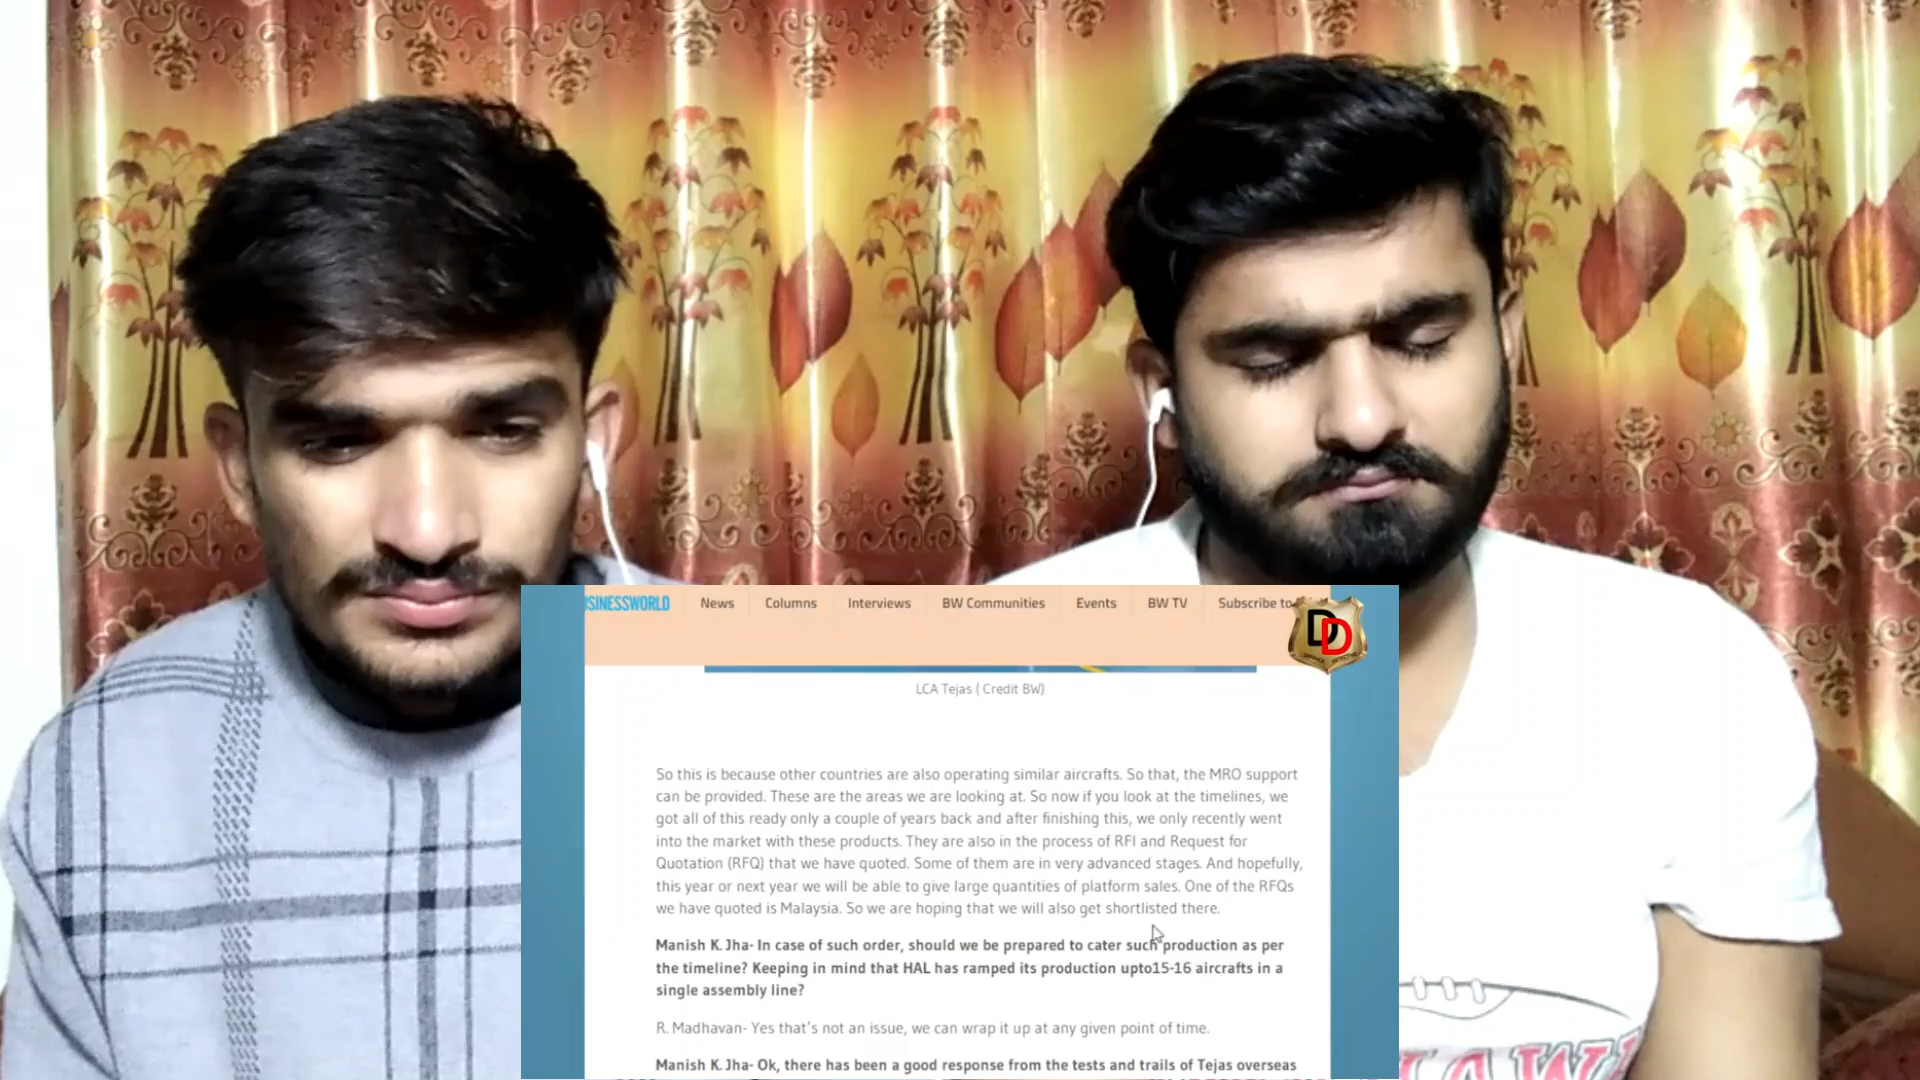 USINESSWORLD News Columns Interviews BW Communities Events BW TV Subscribe to
DD
DEFENCE DETECTIVE
LCA Tejas ( Credit BW)
So this is because other countries are also operating similar aircrafts. So that, the MRO support
can be provided. These are the areas we are looking at. So now if you look at the timelines, we
got all of this ready only a couple of years back and after finishing this, we only recently went
into the market with these products. They are also in the process of RFI and Request for
Quotation (RFQ) that we have quoted. Some of them are in very advanced stages. And hopefully,
this year or next year we will be able to give large quantities of platform sales. One of the RFQs
we have quoted is Malaysia. So we are hoping that we will also get shortlisted there.
Manish K. Jha- In case of such order, should we be prepared to cater such production as per
the timeline? Keeping in mind that HAL has ramped its production upto15-16 aircrafts in a
single assembly line?
R. Madhavan- Yes that's not an issue, we can wrap it up at any given point of time.
Manish K. Jha- Ok, there has been a good response from the tests and trails of Tejas overseas